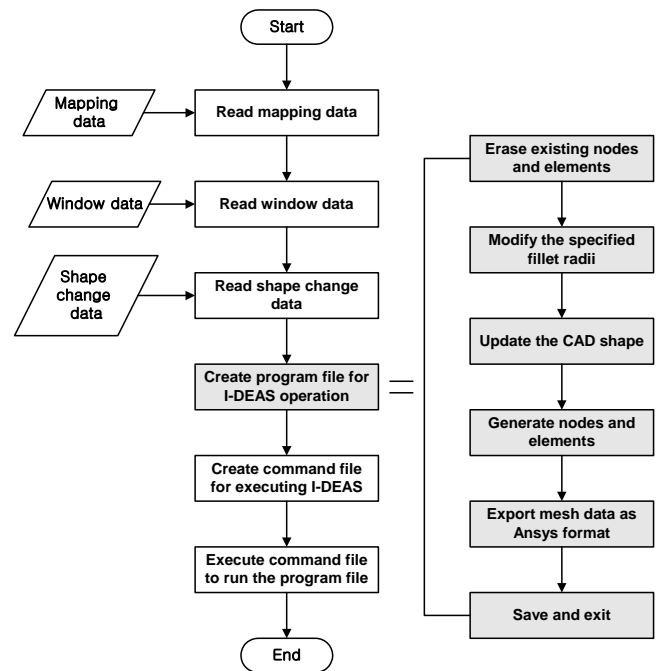 Start
Mapping
data
Read mapping data
Window data
Read window data
Shape
change
data
Read shape change
data
Create program file for
I-DEAS operation
Create command file
for executing I-DEAS
Execute command file
to run the program file
End
Erase existing nodes
and elements
Modify the specified
fillet radii
Update the CAD shape
Generate nodes and
elements
Export mesh data as
Ansys format
Save and exit